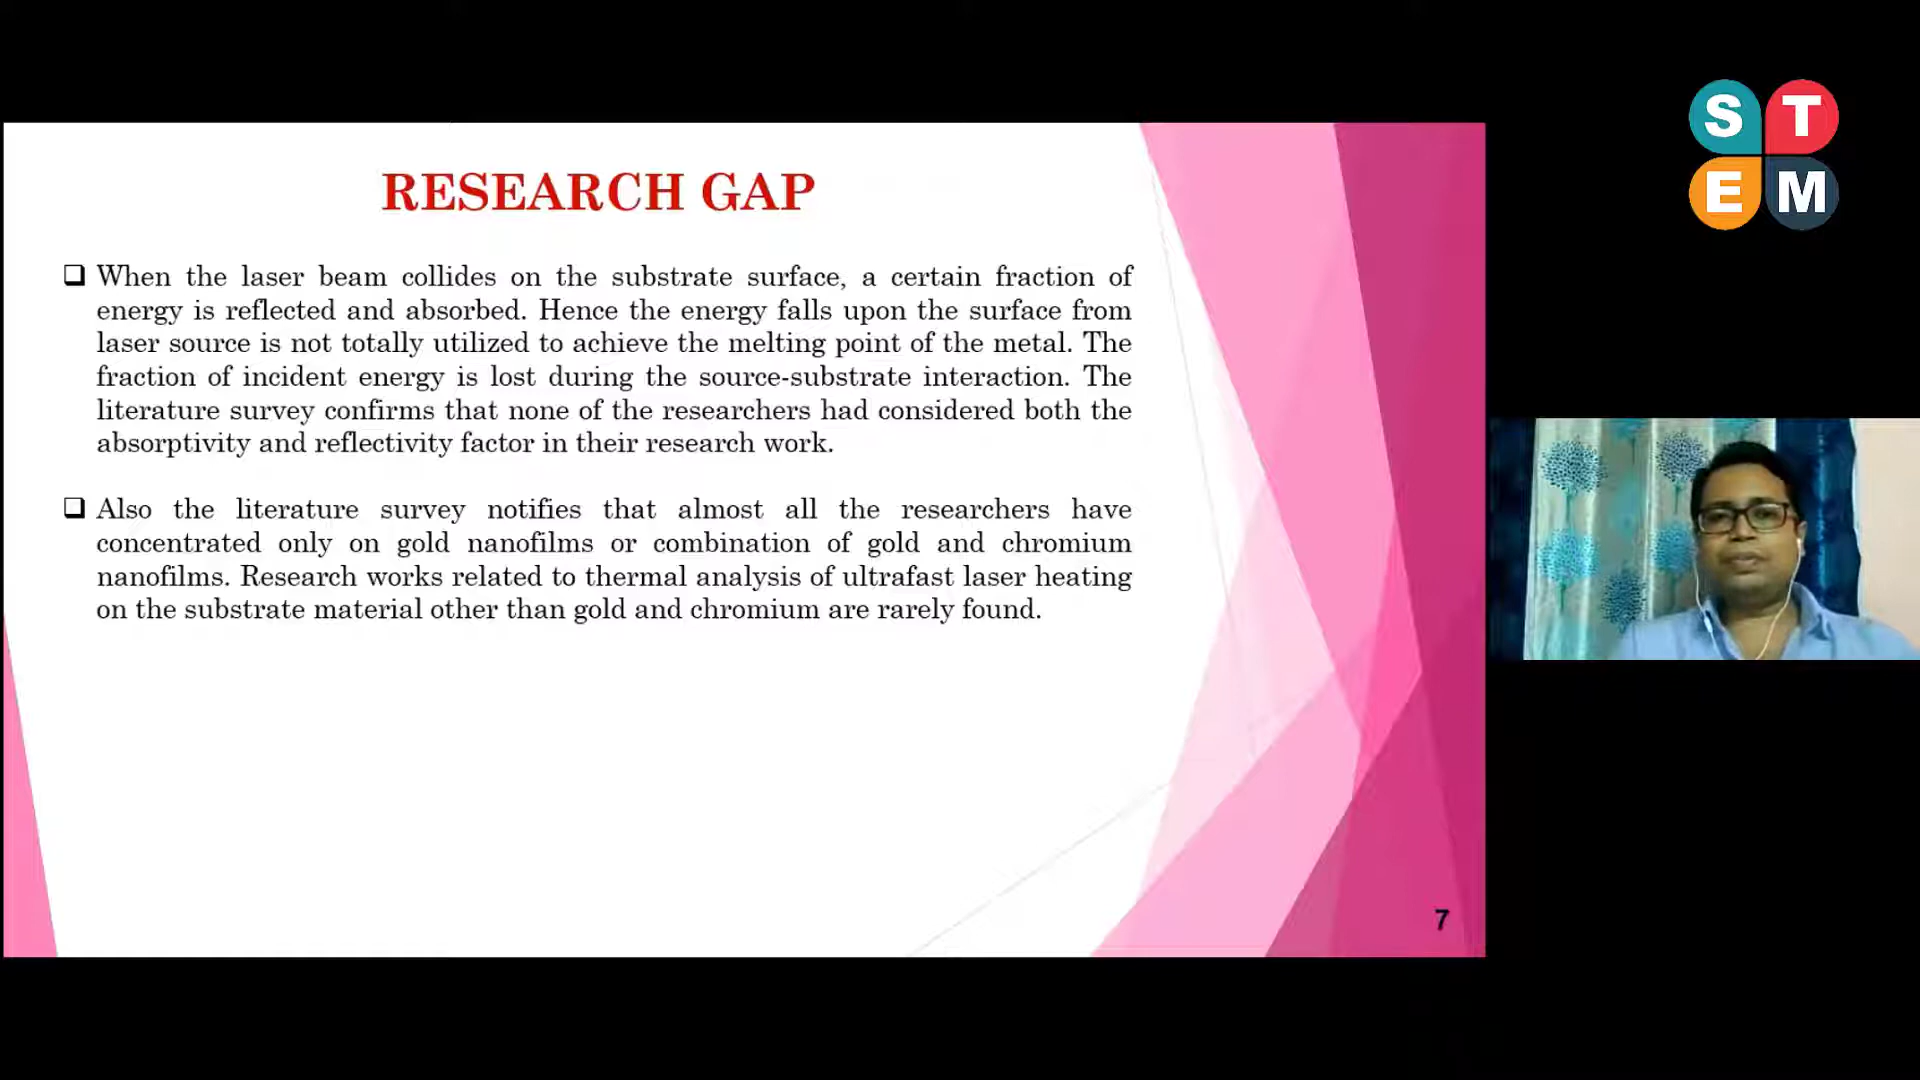 RESEARCH GAP
When the laser beam collides on the substrate surface, a certain fraction of
energy is reflected and absorbed. Hence the energy falls upon the surface from
laser source is not totally utilized to achieve the melting point of the metal. The
fraction of incident energy is lost during the source-substrate interaction. The
literature survey confirms that none of the researchers had considered both the
absorptivity and reflectivity factor in their research work.
Also the literature survey notifies that almost all the researchers have
concentrated only on gold nanofilms or combination of gold and chromium
nanofilms. Research works related to thermal analysis of ultrafast laser heating
on the substrate material other than gold and chromium are rarely found.
7
S T
E M